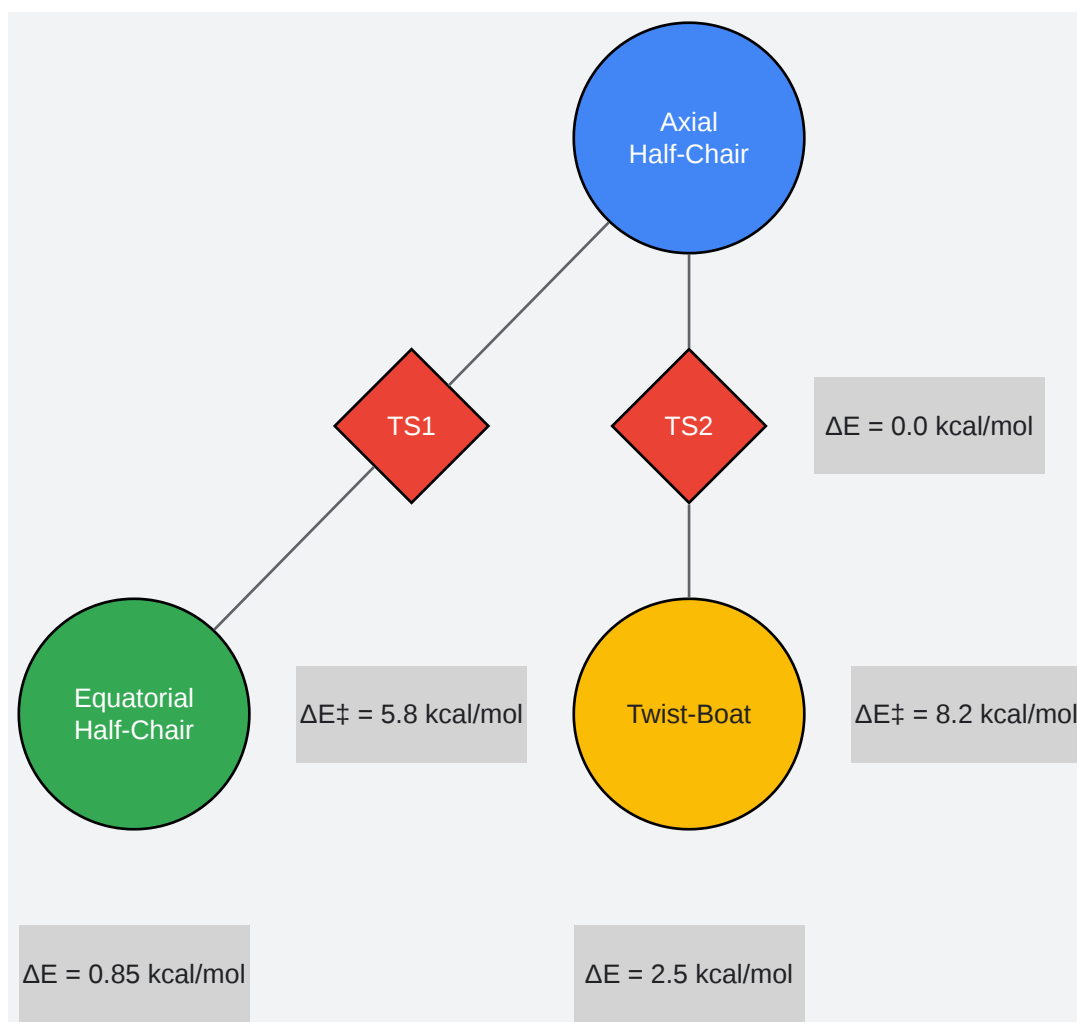 Axial
Half-Chair
TS1
TS2
ΔE = 0.0 kcal/mol
Equatorial
Half-Chair
ΔE‡ = 5.8 kcal/mol
Twist-Boat
ΔE‡ = 8.2 kcal/mol
ΔE = 0.85 kcal/mol
ΔE = 2.5 kcal/mol